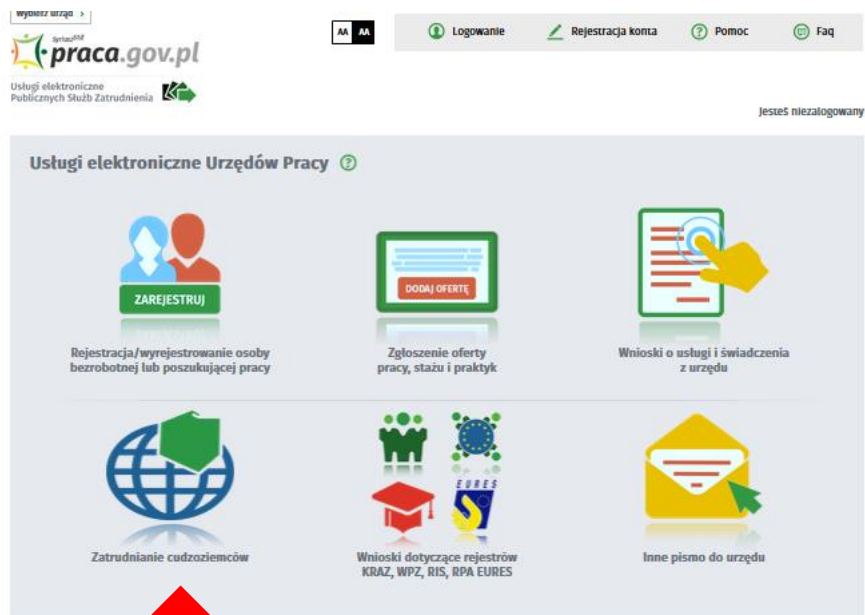 Wybierz urząd >
AA AA
Logowanie
Rejestracja konta
Pomoc
Faq
Syriusz Std
praca.gov.pl
Usługi elektroniczne
Publicznych Służb Zatrudnienia
Jesteś niezalogowany
Usługi elektroniczne Urzędów Pracy ?
ZAREJESTRUJ
DODAJ OFERTĘ
Rejestracja/wyrejestrowanie osoby
bezrobotnej lub poszukującej pracy
Zgłoszenie oferty
pracy, stażu i praktyk
Wnioski o usługi i świadczenia
z urzędu
EURES
Zatrudnianie cudzoziemców
Wnioski dotyczące rejestrów
KRAZ, WPZ, RIS, RPA EURES
Inne pismo do urzędu